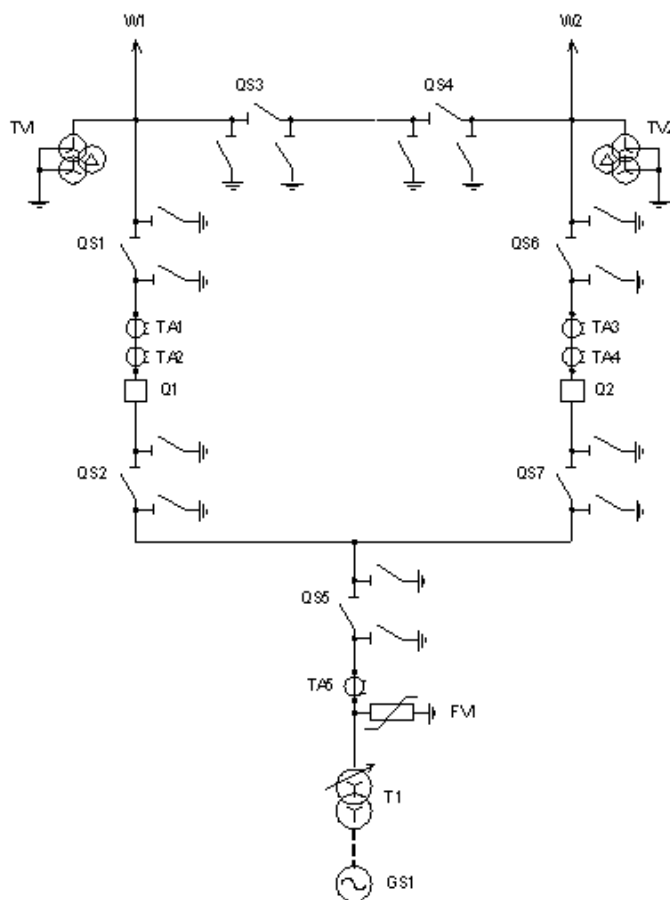 W1 W2
QS3 QS4
TV1 TV2
QS1 QS6
TA1 TA3
TA2 TA4
Q1 Q2
QS2 QS7
QS5
TA5
FV1
T1
GS1